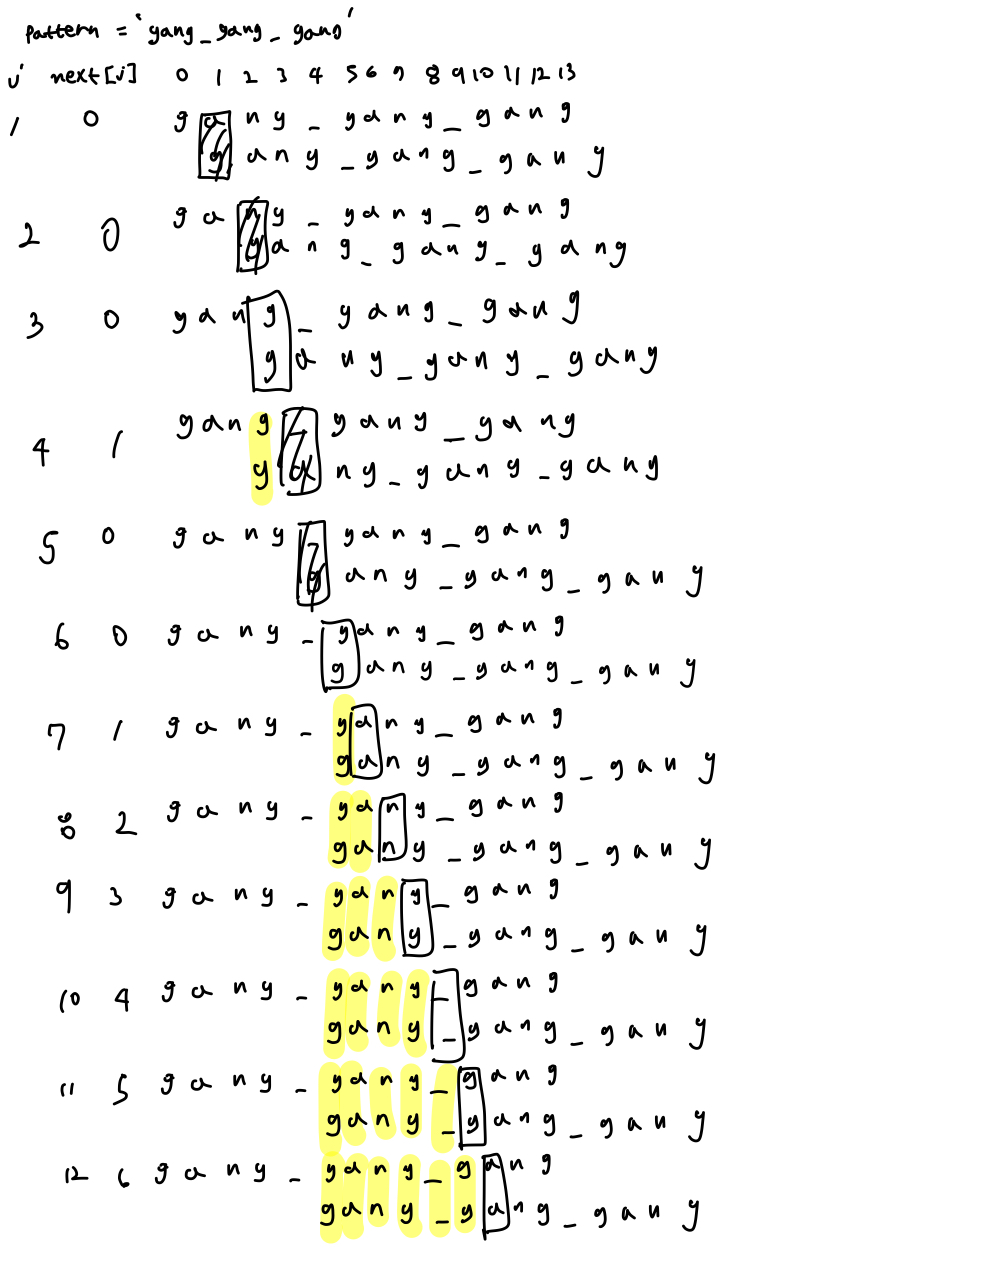 pattern = 'gang_gang_gang'
j next[j] 0 1 2 3 4 5 6 7 8 9 10 11 12 13
1 0 g a n g _ g a n g _ g a n g
g a n g _ g a n g _ g a n g
2 0 g a n g _ g a n g _ g a n g
g a n g _ g a n g _ g a n g
3 0 g a n g _ g a n g _ g a n g
g a n g _ g a n g _ g a n g
4 1 g a n g _ g a n g _ g a n g
g a n g _ g a n g _ g a n g
5 0 g a n g _ g a n g _ g a n g
g a n g _ g a n g _ g a n g
6 0 g a n g _ g a n g _ g a n g
g a n g _ g a n g _ g a n g
7 1 g a n g _ g a n g _ g a n g
g a n g _ g a n g _ g a n g
8 2 g a n g _ g a n g _ g a n g
g a n g _ g a n g _ g a n g
9 3 g a n g _ g a n g _ g a n g
g a n g _ g a n g _ g a n g
10 4 g a n g _ g a n g _ g a n g
g a n g _ g a n g _ g a n g
11 5 g a n g _ g a n g _ g a n g
g a n g _ g a n g _ g a n g
12 6 g a n g _ g a n g _ g a n g
g a n g _ g a n g _ g a n g